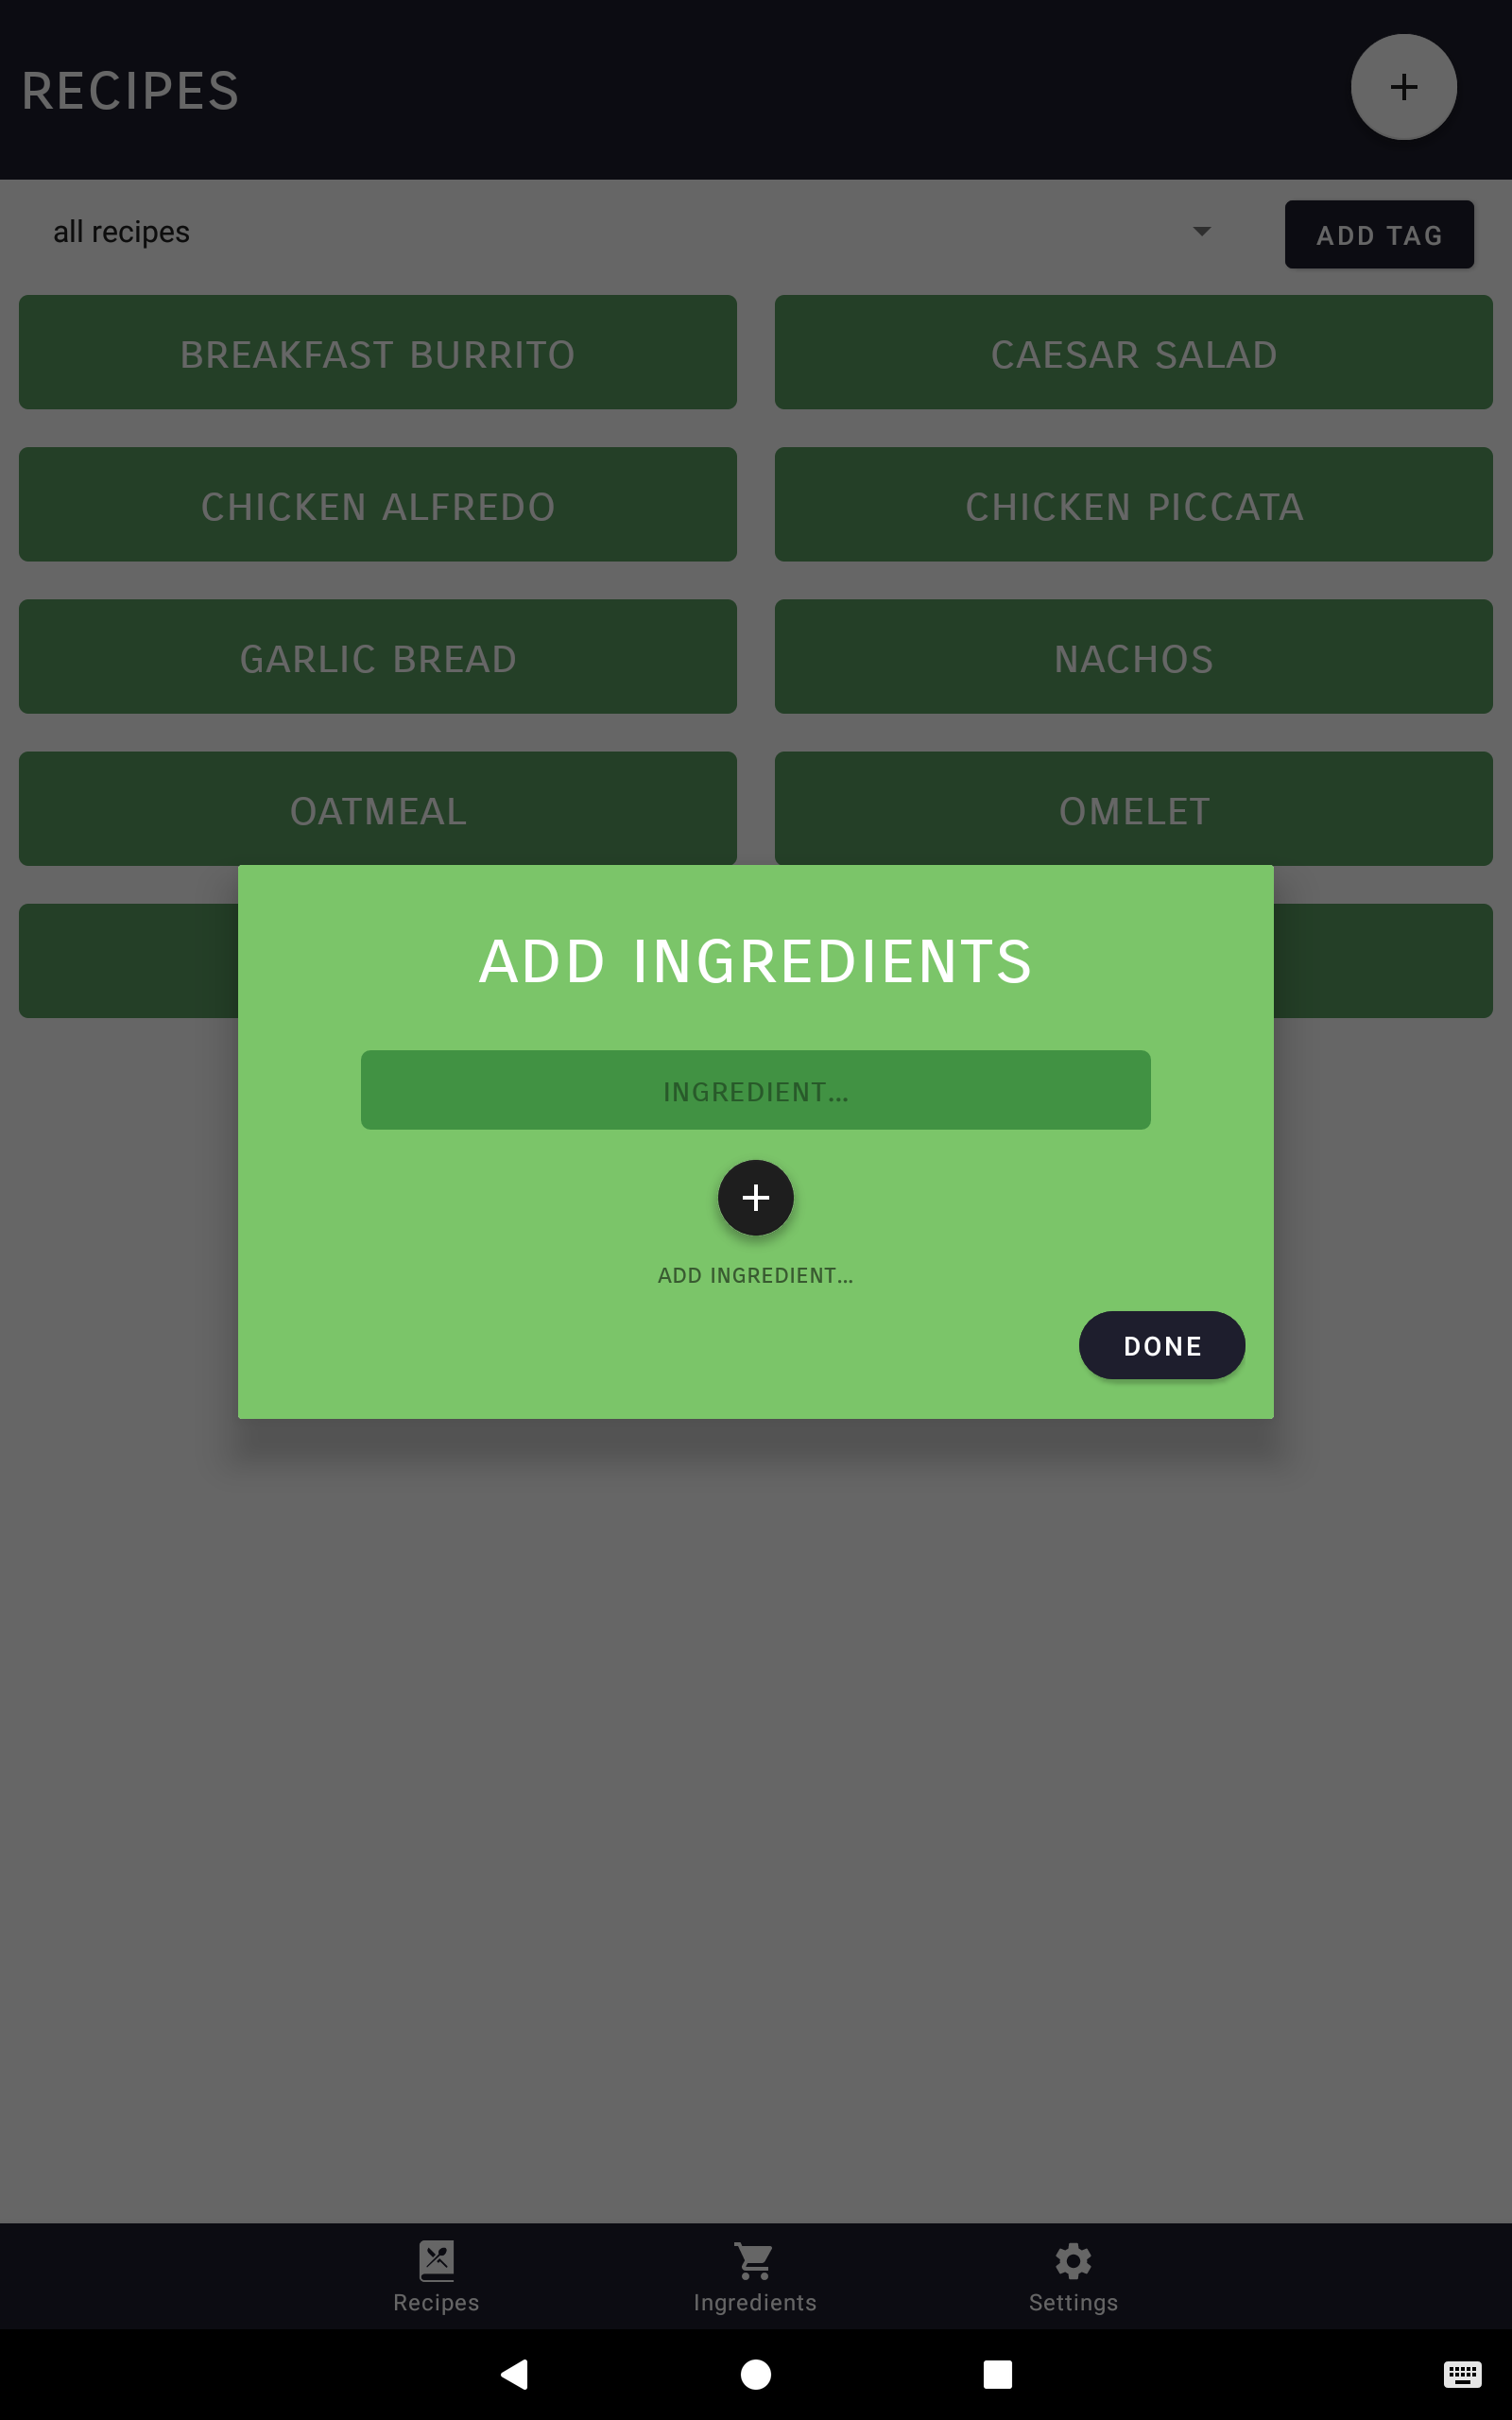 RECIPES
all recipes
ADD TAG
BREAKFAST BURRITO
CAESAR SALAD
CHICKEN ALFREDO
CHICKEN PICCATA
GARLIC BREAD
NACHOS
OATMEAL
OMELET
ADD INGREDIENTS
INGREDIENT...
ADD INGREDIENT...
DONE
Recipes
Ingredients
Settings